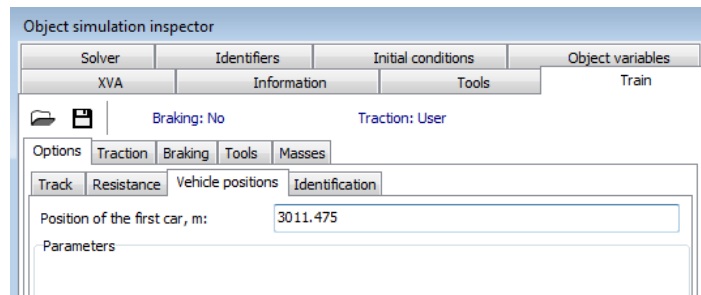 Object simulation inspector
Solver Identifiers Initial conditions Object variables
XVA Information Tools Train
Braking: No Traction: User
Options Traction Braking Tools Masses
Track Resistance Vehicle positions Identification
Position of the first car, m: 3011.475
Parameters